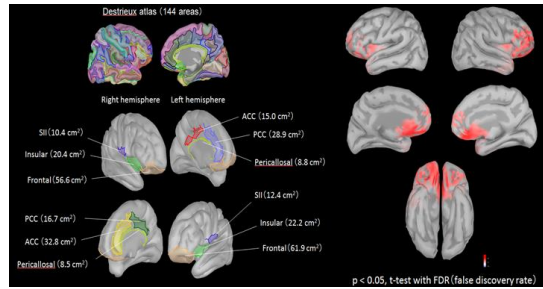 Destrieux atlas (144 areas)
Right hemisphere
Left hemisphere
SII (10.4 cm²)
Insular (20.4 cm²)
Frontal (56.6 cm²)
ACC (15.0 cm²)
PCC (28.9 cm²)
Pericallosal (8.8 cm²)
PCC (16.7 cm²)
ACC (32.8 cm²)
Pericallosal (8.5 cm²)
SII (12.4 cm²)
Insular (22.2 cm²)
Frontal (61.9 cm²)
p < 0.05, t-test with FDR (false discovery rate)